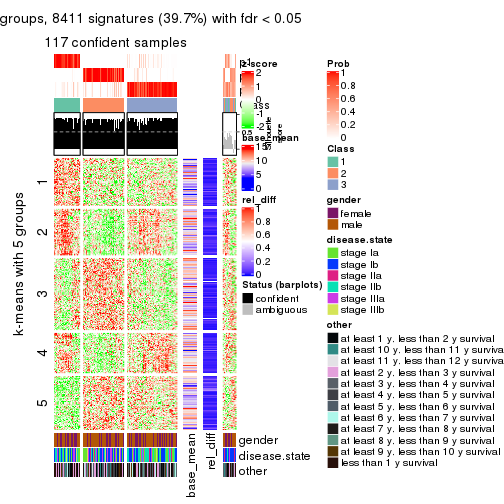 groups, 8411 signatures (39.7%) with fdr < 0.05
117 confident samples
k-means with 5 groups
1
2
3
4
5
base_mean
rel_diff
gender
disease.state
other
z-score
2
1
0
-1
-2
base_mean
15
10
5
0
rel_diff
1
0.8
0.6
0.4
0.2
0
Status (barplots)
confident
ambiguous
Prob
1
0.8
0.6
0.4
0.2
0
Class
1
2
3
gender
female
male
disease.state
stage Ia
stage Ib
stage IIa
stage IIb
stage IIIa
stage IIIb
other
at least 1 y. less than 2 y survival
at least 10 y. less than 11 y survival
at least 11 y. less than 12 y survival
at least 2 y. less than 3 y survival
at least 3 y. less than 4 y survival
at least 4 y. less than 5 y survival
at least 5 y. less than 6 y survival
at least 6 y. less than 7 y survival
at least 7 y. less than 8 y survival
at least 8 y. less than 9 y survival
at least 9 y. less than 10 y survival
less than 1 y survival